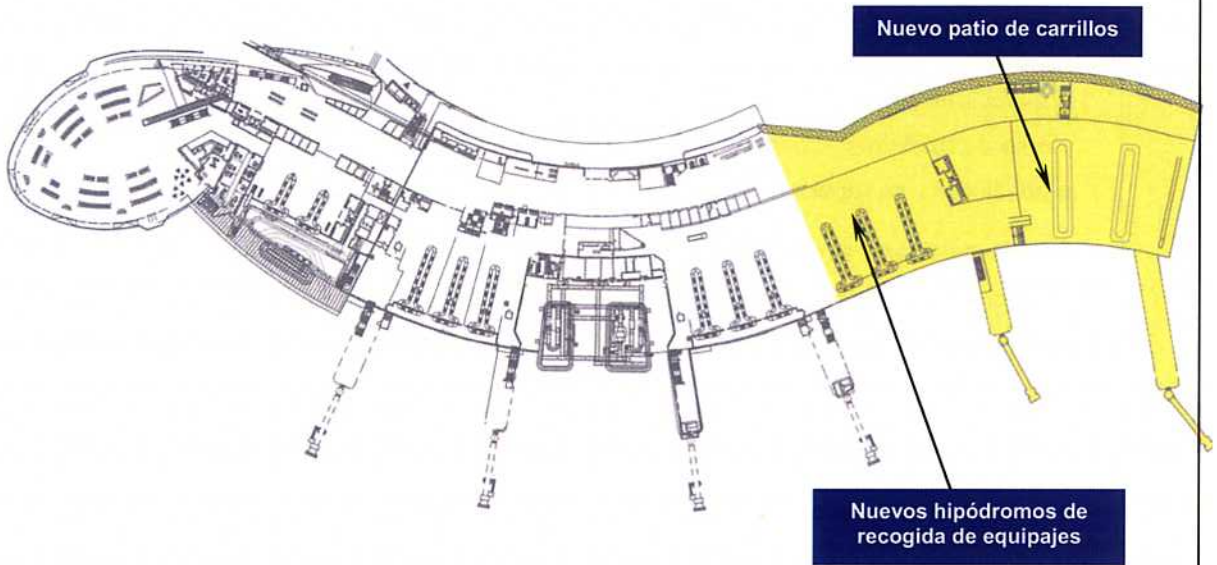 Nuevo patio de carrillos
Nuevos hipódromos de
recogida de equipajes